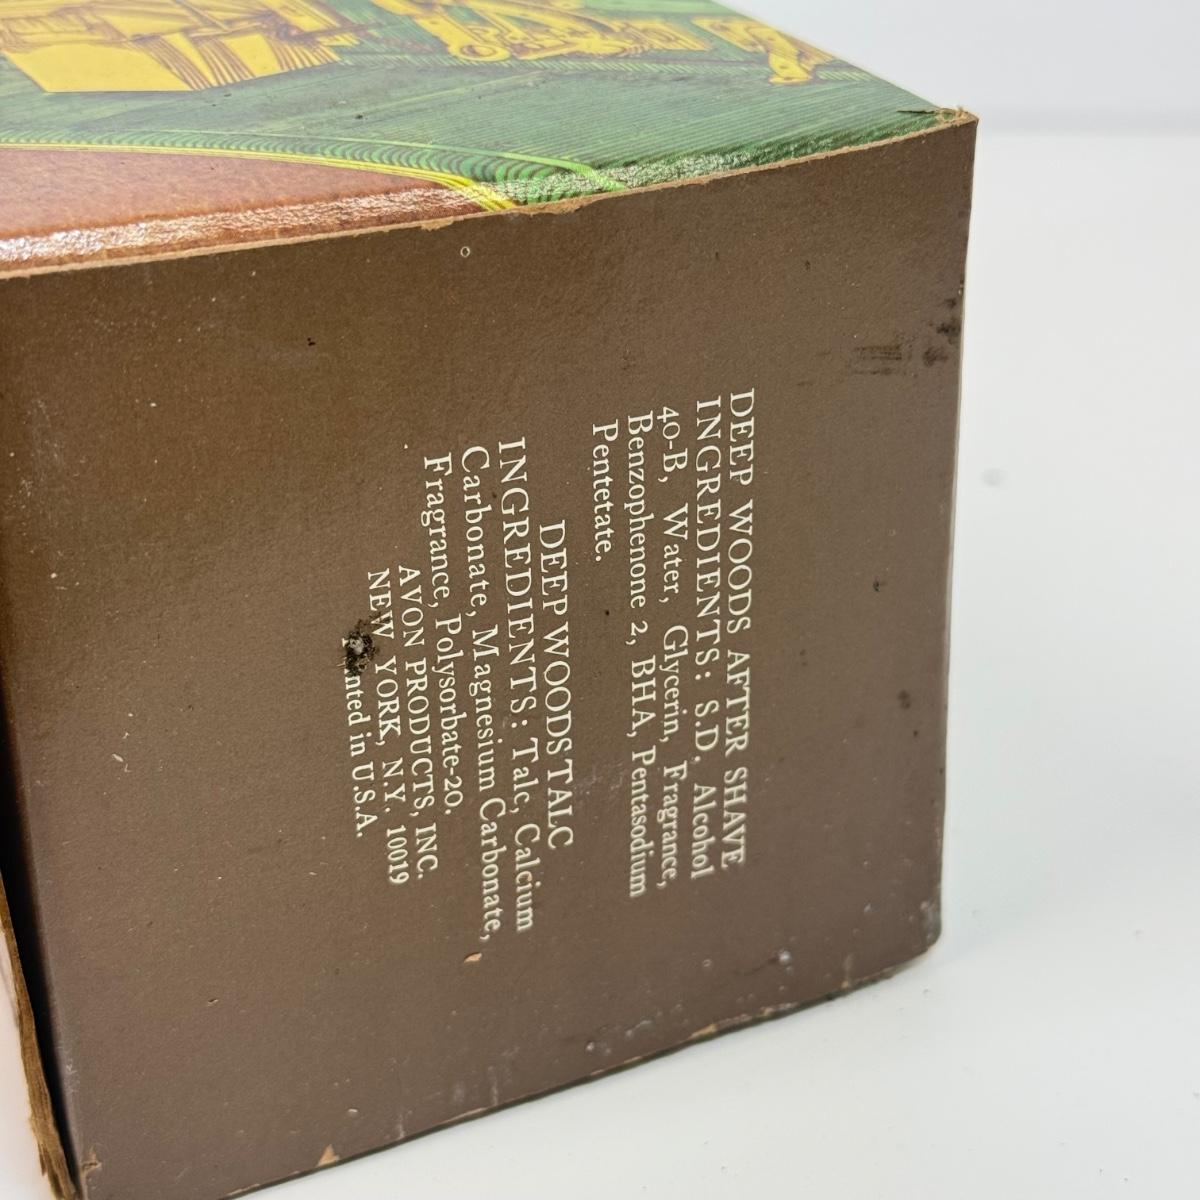 DEEP WOODS AFTER SHAVE
INGREDIENTS: S.D. Alcohol
40-B, Water, Glycerin, Fragrance,
Benzophenone 2, BHA, Pentasodium
Pentetate.
DEEP WOODS TALC
INGREDIENTS: Talc, Calcium
Carbonate, Magnesium Carbonate,
Fragrance, Polysorbate-20.
AVON PRODUCTS, INC.
NEW YORK, N.Y. 10019
in U.S.A.